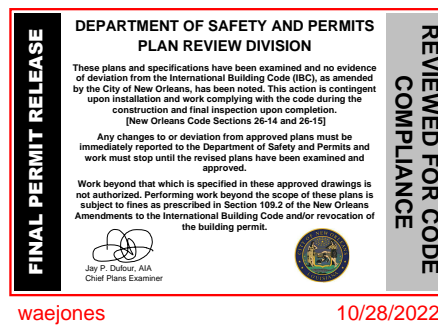 FINAL PERMIT RELEASE
DEPARTMENT OF SAFETY AND PERMITS
PLAN REVIEW DIVISION
These plans and specifications have been examined and no evidence
of deviation from the International Building Code (IBC), as amended
by the City of New Orleans, has been noted. This action is contingent
upon installation and work complying with the code during the
construction and final inspection upon completion.
[New Orleans Code Sections 26-14 and 26-15]
Any changes to or deviation from approved plans must be
immediately reported to the Department of Safety and Permits and
work must stop until the revised plans have been examined and
approved.
Work beyond that which is specified in these approved drawings is
not authorized. Performing work beyond the scope of these plans is
subject to fines as prescribed in Section 109.2 of the New Orleans
Amendments to the International Building Code and/or revocation of
the building permit.
Jay P. Dufour, AIA
Chief Plans Examiner
REVIEWED FOR CODE
COMPLIANCE
waejones
10/28/2022